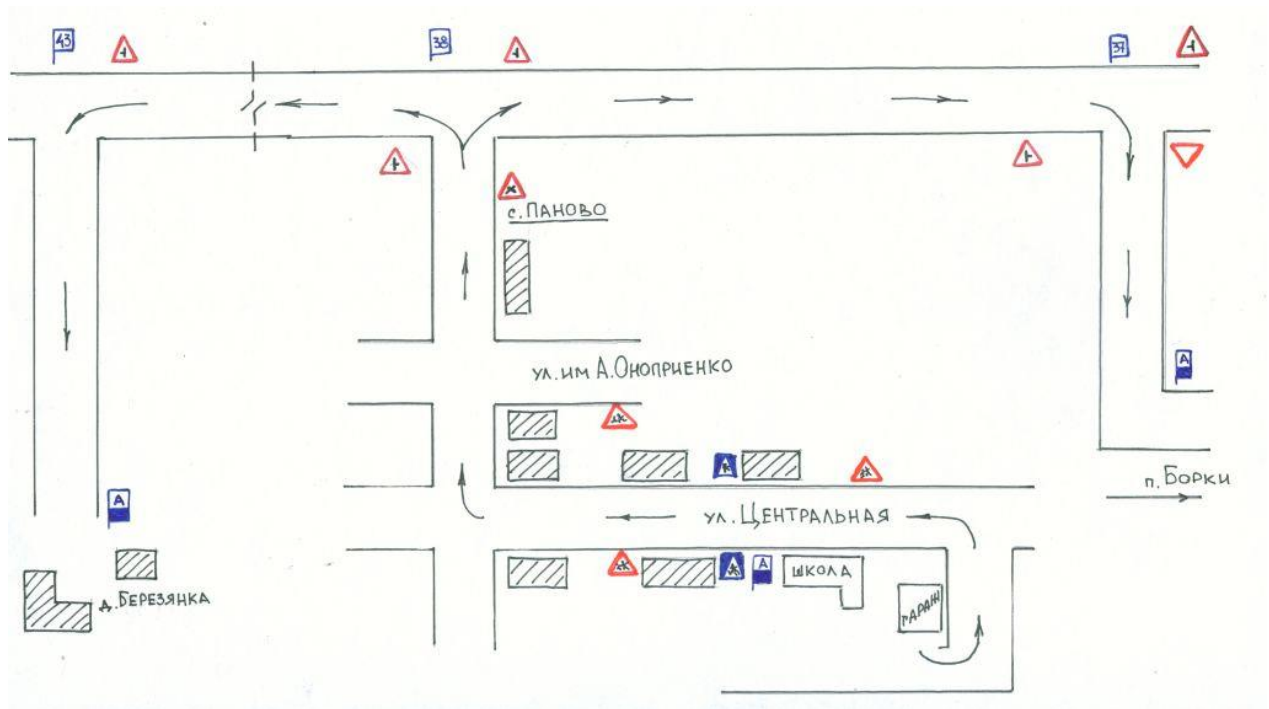 43
38
37
с. ПАНОВО
ул. им А. ОНОПРИЕНКО
А
п. БОРКИ
А
ул. ЦЕНТРАЛЬНАЯ
А
ШКОЛА
ГАРАЖ
д. БЕРЕЗЯНКА